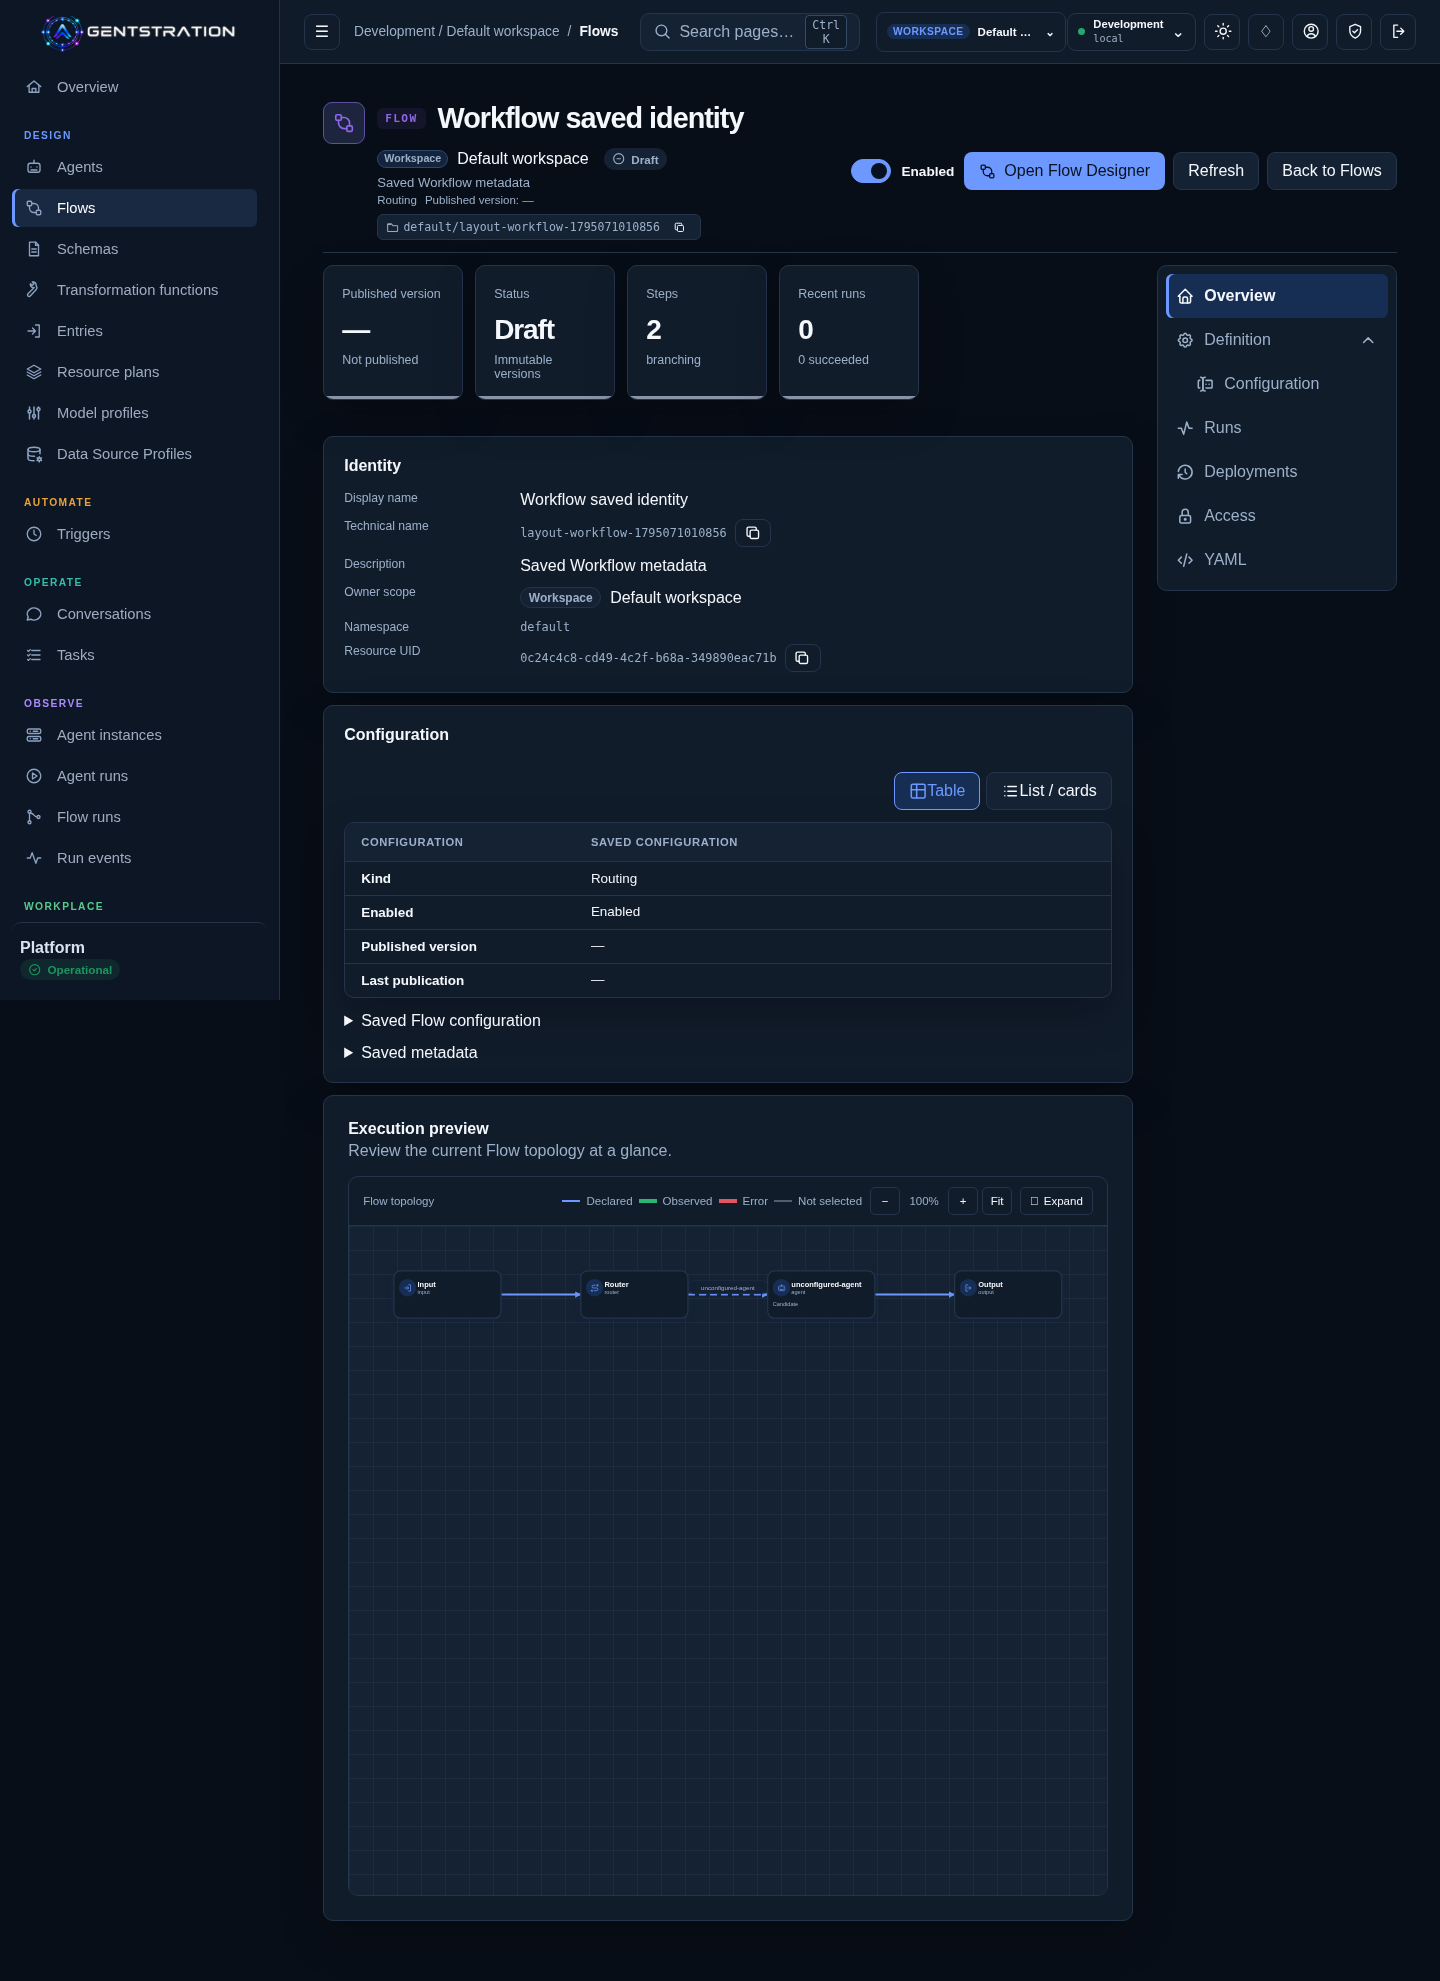 GENTSTRATION
Overview
DESIGN
Agents
Flows
Schemas
Transformation functions
Entries
Resource plans
Model profiles
Data Source Profiles
AUTOMATE
Triggers
OPERATE
Conversations
Tasks
OBSERVE
Agent instances
Agent runs
Flow runs
Run events
WORKPLACE
Platform
Operational
Development / Default workspace / Flows
Search pages… Ctrl K
WORKSPACE Default …
Development
local
FLOW Workflow saved identity
Workspace Default workspace Draft
Saved Workflow metadata
Routing Published version: —
default/layout-workflow-1795071010856
Enabled Open Flow Designer Refresh Back to Flows
Published version
—
Not published
Status
Draft
Immutable
versions
Steps
2
branching
Recent runs
0
0 succeeded
Overview
Definition
Configuration
Runs
Deployments
Access
YAML
Identity
Display name Workflow saved identity
Technical name layout-workflow-1795071010856
Description Saved Workflow metadata
Owner scope Workspace Default workspace
Namespace default
Resource UID 0c24c4c8-cd49-4c2f-b68a-349890eac71b
Configuration
Table List / cards
CONFIGURATION SAVED CONFIGURATION
Kind Routing
Enabled Enabled
Published version —
Last publication —
Saved Flow configuration
Saved metadata
Execution preview
Review the current Flow topology at a glance.
Flow topology Declared Observed Error Not selected − 100% + Fit Expand
Input
input
Router
router
unconfigured-agent
unconfigured-agent
agent
Candidate
Output
output